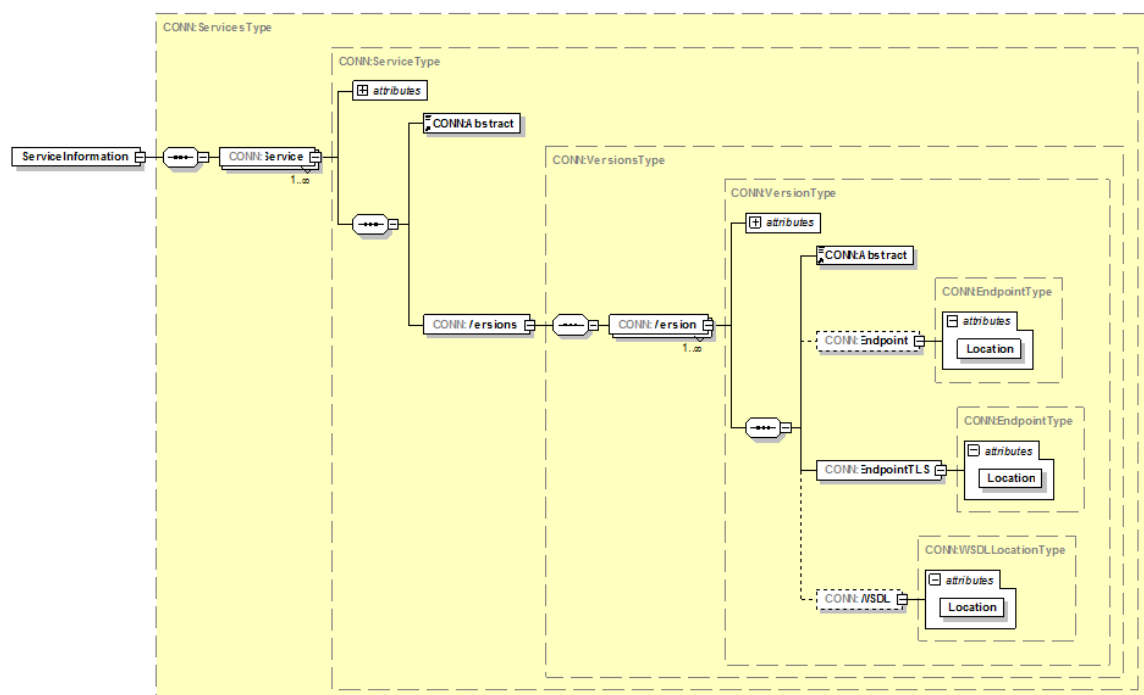 CONN:ServicesType
CONN:ServiceType
attributes
CONN:Abstract
ServiceInformation
CONN:Service
1..∞
CONN:VersionsType
CONN:VersionType
attributes
CONN:Abstract
CONN:EndpointType
attributes
CONN:Versions
CONN:Version
1..∞
CONN:Endpoint
Location
CONN:EndpointType
attributes
CONN:EndpointTLS
Location
CONN:WSDLLocationType
attributes
CONN:WSDL
Location